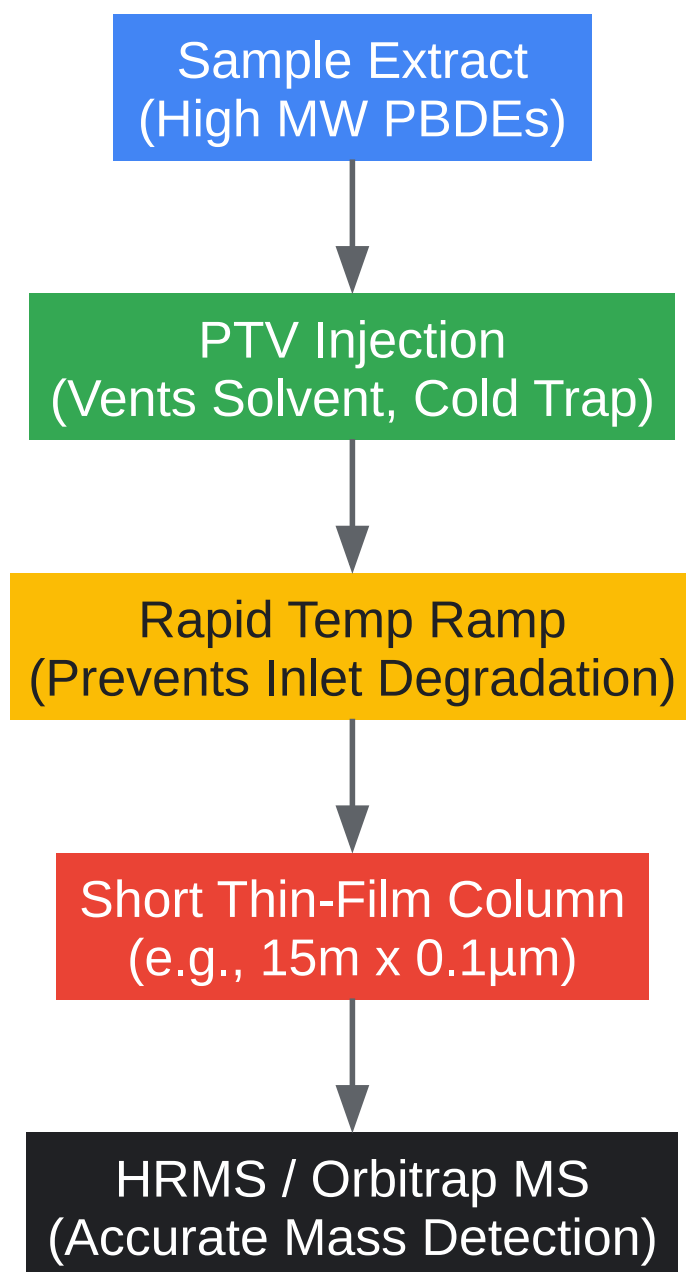 Sample Extract
(High MW PBDEs)
PTV Injection
(Vents Solvent, Cold Trap)
Rapid Temp Ramp
(Prevents Inlet Degradation)
Short Thin-Film Column
(e.g., 15m x 0.1µm)
HRMS / Orbitrap MS
(Accurate Mass Detection)